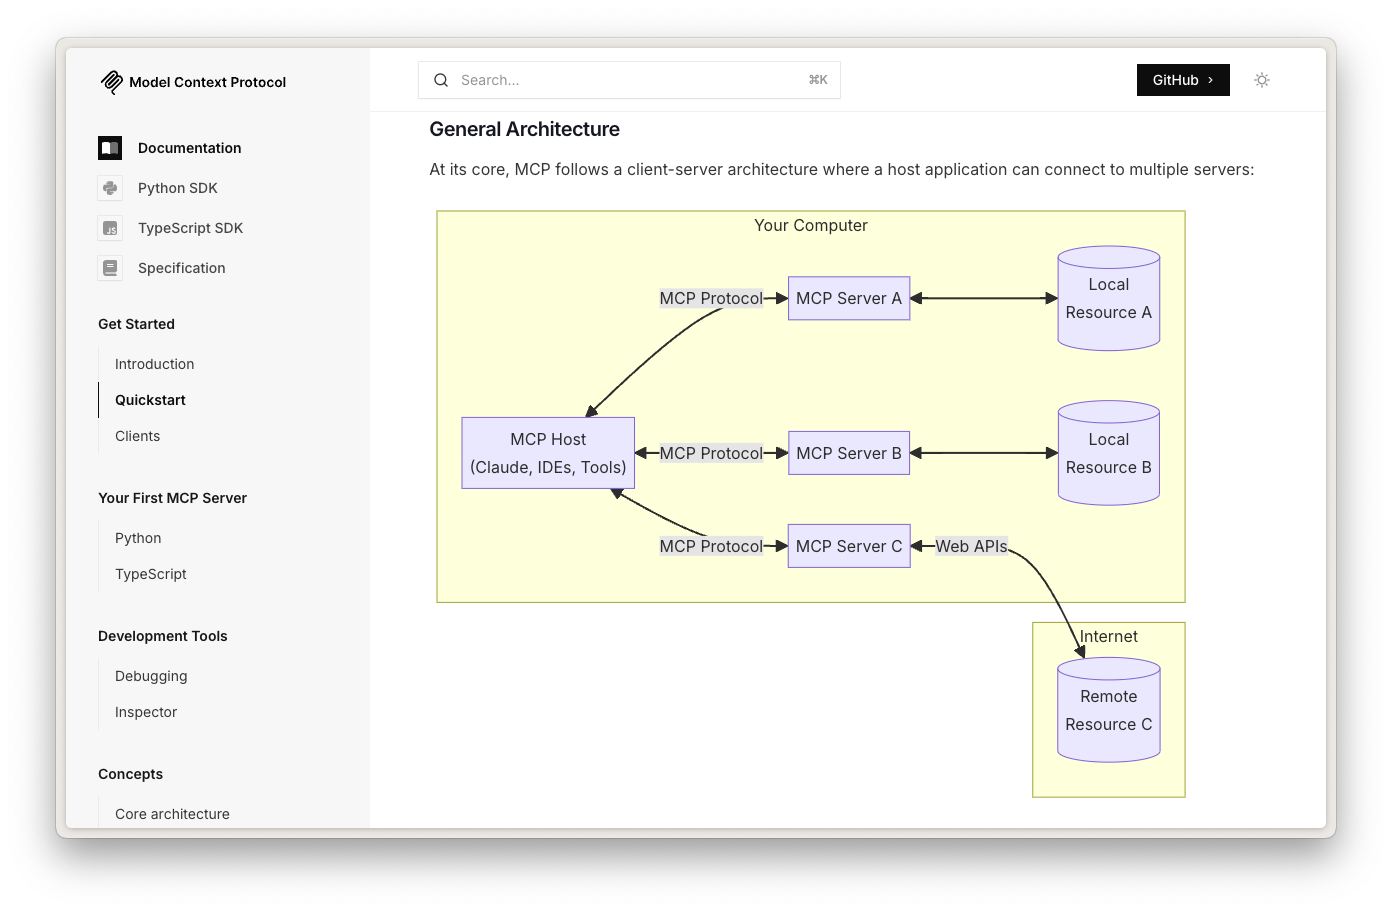 Model Context Protocol
Search...
⌘K
GitHub ›
Documentation
Python SDK
TypeScript SDK
Specification
Get Started
Introduction
Quickstart
Clients
Your First MCP Server
Python
TypeScript
Development Tools
Debugging
Inspector
Concepts
Core architecture
General Architecture
At its core, MCP follows a client-server architecture where a host application can connect to multiple servers:
Your Computer
MCP Protocol
MCP Server A
Local
Resource A
MCP Host
(Claude, IDEs, Tools)
MCP Protocol
MCP Server B
Local
Resource B
MCP Protocol
MCP Server C
Web APIs
Internet
Remote
Resource C
JS